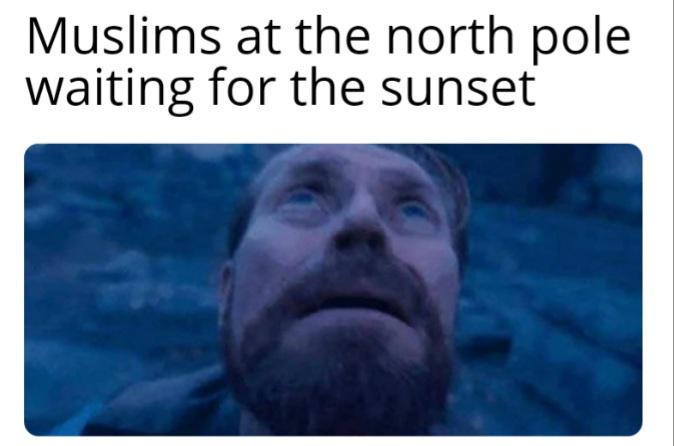 Muslims at the north pole
waiting for the sunset